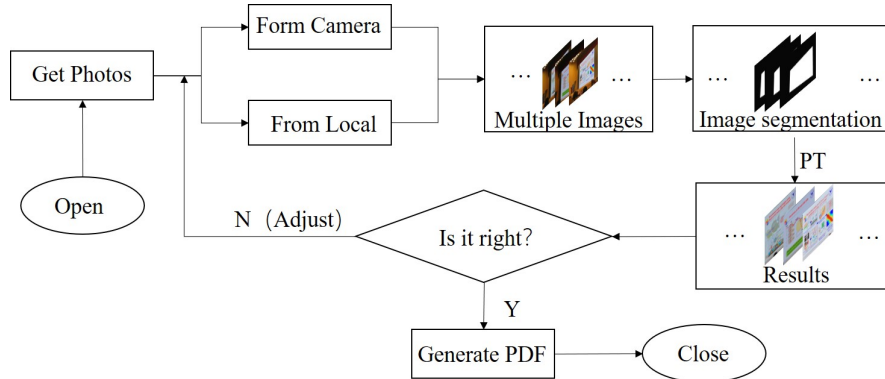 Form Camera
Get Photos
From Local
... ...
Multiple Images
... ...
Image segmentation
PT
Open
N（Adjust）
Is it right?
... ...
Results
Y
Generate PDF
Close